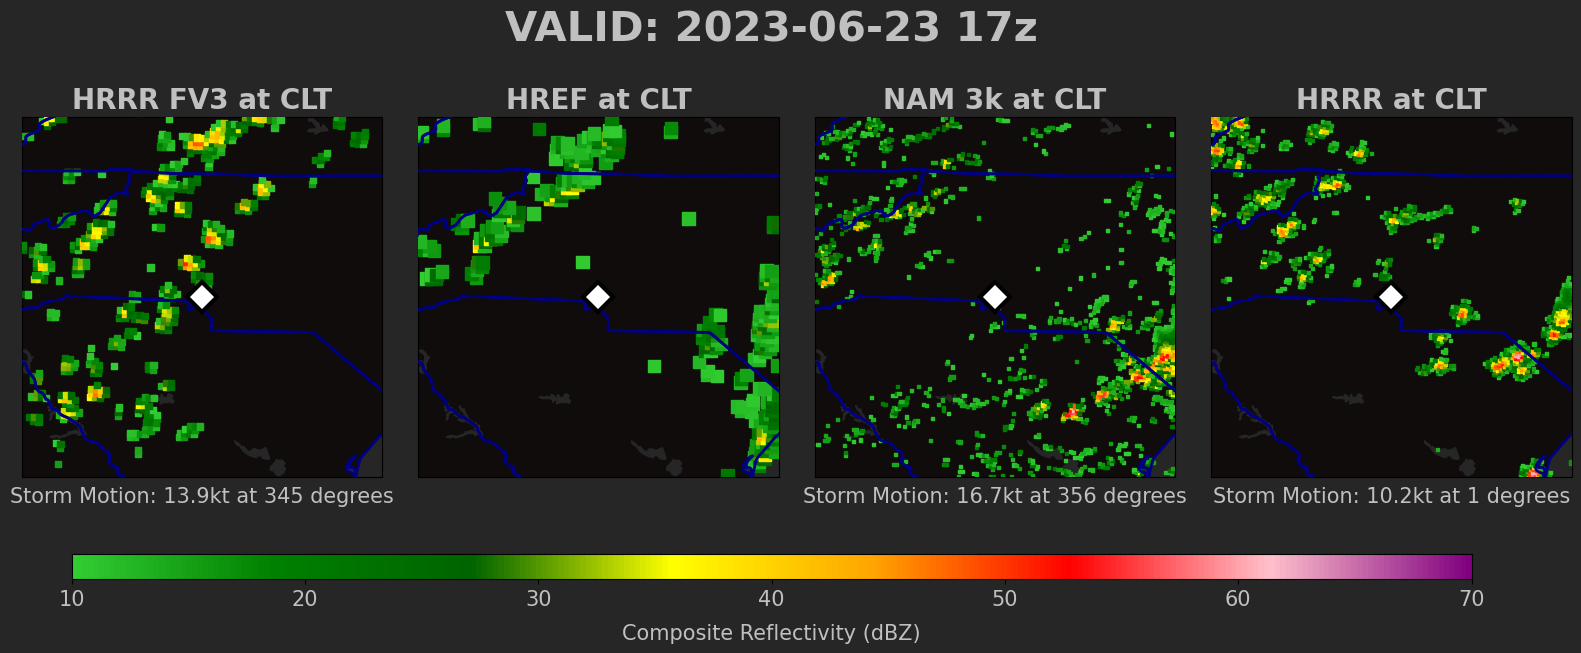 VALID: 2023-06-23 17z
HRRR FV3 at CLT
HREF at CLT
NAM 3k at CLT
HRRR at CLT
Storm Motion: 13.9kt at 345 degrees
Storm Motion: 16.7kt at 356 degrees
Storm Motion: 10.2kt at 1 degrees
10 20 30 40 50 60 70
Composite Reflectivity (dBZ)